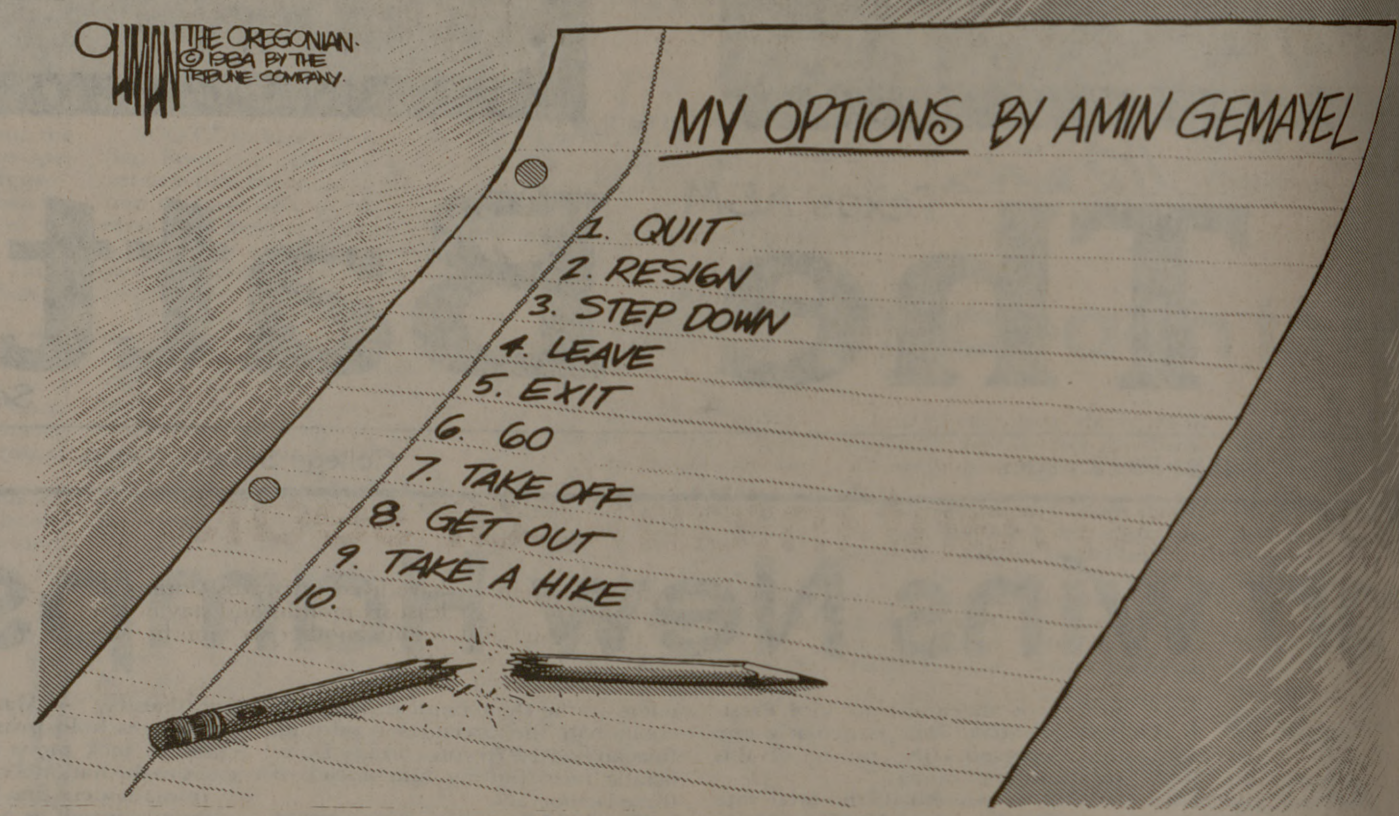 OHMAN THE OREGONIAN.
© 1984 BY THE
TRIBUNE COMPANY.
MY OPTIONS BY AMIN GEMAYEL
1. QUIT
2. RESIGN
3. STEP DOWN
4. LEAVE
5. EXIT
6. GO
7. TAKE OFF
8. GET OUT
9. TAKE A HIKE
10.